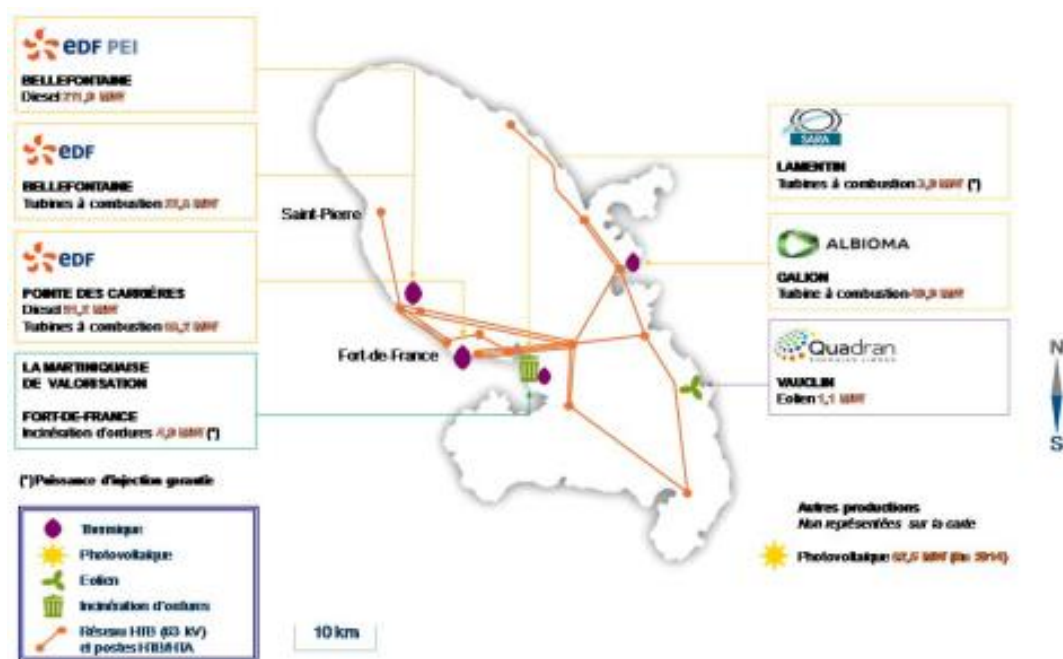 eDF PEI
BELLEFONTAINE
Diesel
eDF
BELLEFONTAINE
Turbines à combustion
eDF
POINTE DES CARRIÈRES
Diesel
Turbines à combustion
LA MARTINIQUAISE
DE VALORISATION
FORT-DE-FRANCE
Incinération d'ordures (*)
(*)Puissance d'injection garantie
Thermique
Photovoltaïque
Eolien
Incinération d'ordures
Réseau HTB (63 kV)
et postes HTB/HTA
10 km
Saint-Pierre
Fort-de-France
SARA
LAMENTIN
Turbines à combustion (*)
ALBIOMA
GALION
Turbine à combustion
Quadran
VAUCLIN
Eolien 1,1 MW
N
S
Autres productions
Non représentées sur la carte
Photovoltaïque